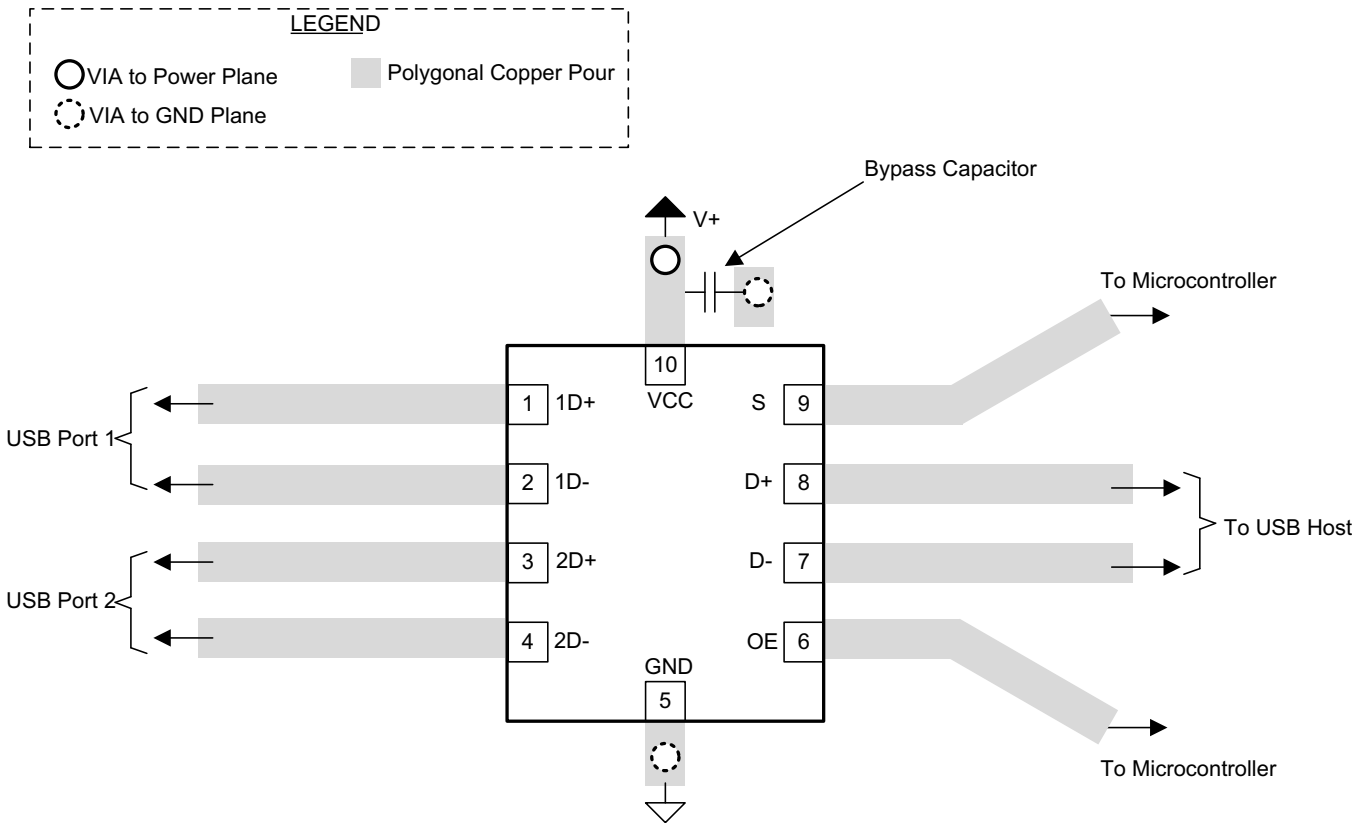 LEGEND
VIA to Power Plane
Polygonal Copper Pour
VIA to GND Plane
Bypass Capacitor
V+
To Microcontroller
10
VCC
1
1D+
S
9
USB Port 1
2
1D-
D+
8
To USB Host
3
2D+
D-
7
USB Port 2
4
2D-
OE
6
GND
5
To Microcontroller